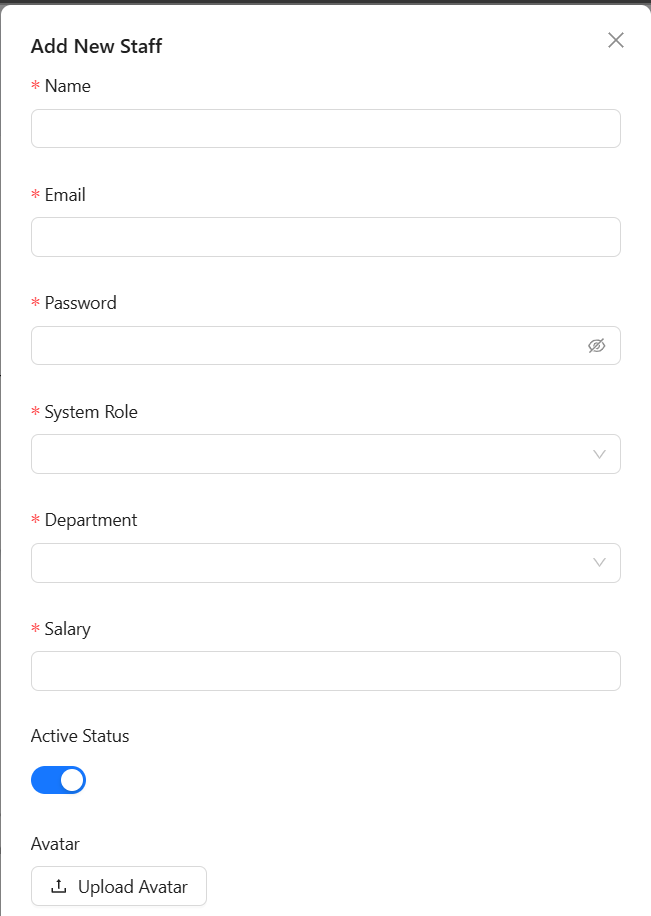 Add New Staff
* Name
* Email
* Password
* System Role
* Department
* Salary
Active Status
Avatar
Upload Avatar